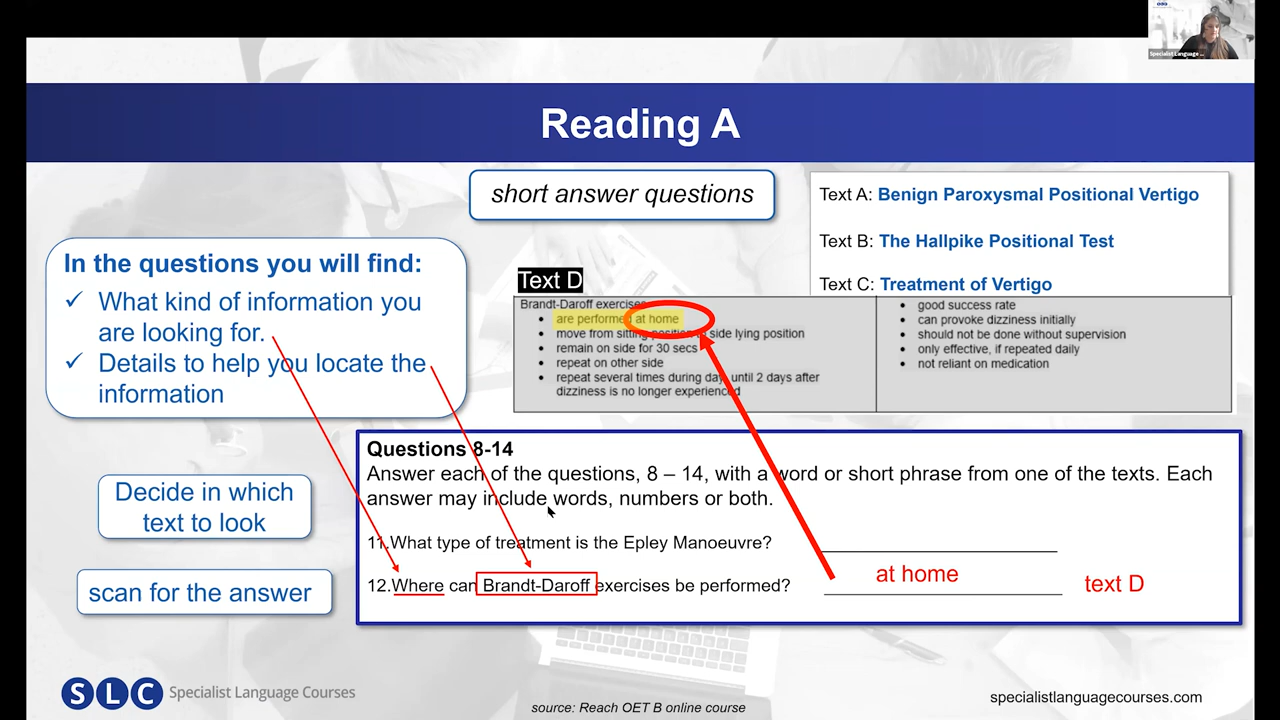 Specialist Language ...
Reading A
short answer questions
Text A: Benign Paroxysmal Positional Vertigo
Text B: The Hallpike Positional Test
Text C: Treatment of Vertigo
In the questions you will find:
✓ What kind of information you
are looking for.
✓ Details to help you locate the
information
Text D
Brandt-Daroff exercises
• are performed at home
• move from sitting position to side lying position
• remain on side for 30 secs
• repeat on other side
• repeat several times during day until 2 days after
dizziness is no longer experienced
• good success rate
• can provoke dizziness initially
• should not be done without supervision
• only effective, if repeated daily
• not reliant on medication
Decide in which
text to look
scan for the answer
Questions 8-14
Answer each of the questions, 8 – 14, with a word or short phrase from one of the texts. Each
answer may include words, numbers or both.
11.What type of treatment is the Epley Manoeuvre?
12.Where can Brandt-Daroff exercises be performed?
at home
text D
SLC Specialist Language Courses
source: Reach OET B online course
specialistlanguagecourses.com